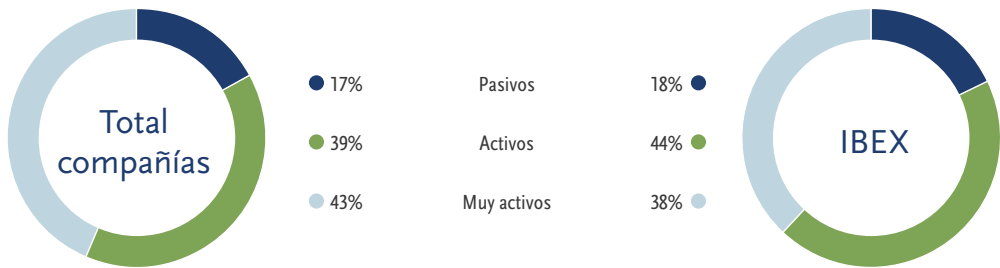 Total
compañías
17% Pasivos 18%
39% Activos 44%
43% Muy activos 38%
IBEX